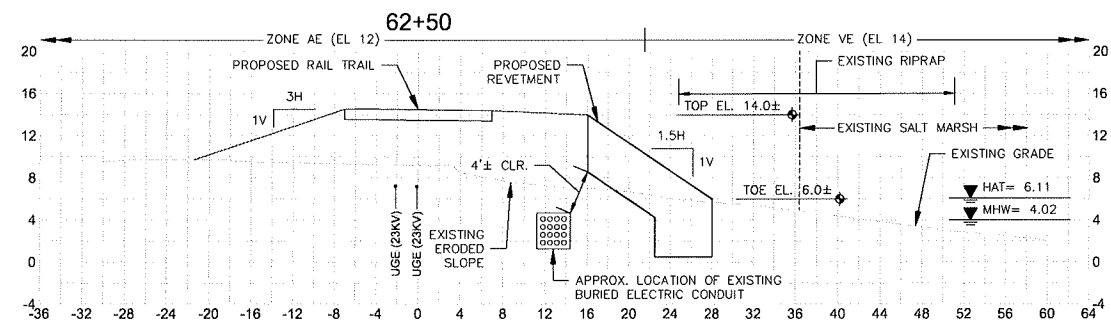 62+50
ZONE AE (EL 12)
ZONE VE (EL 14)
20
16
12
8
4
0
-4
20
16
12
8
4
0
-4
PROPOSED RAIL TRAIL
PROPOSED
REVETMENT
EXISTING RIPRAP
3H
1V
TOP EL. 14.0±
EXISTING SALT MARSH
1.5H
1V
EXISTING GRADE
4'± CLR.
TOE EL. 6.0±
HAT= 6.11
MHW= 4.02
UGE (23KV)
UGE (23KV)
EXISTING
ERODED
SLOPE
APPROX. LOCATION OF EXISTING
BURIED ELECTRIC CONDUIT
-36 -32 -28 -24 -20 -16 -12 -8 -4 0 4 8 12 16 20 24 28 32 36 40 44 48 52 56 60 64